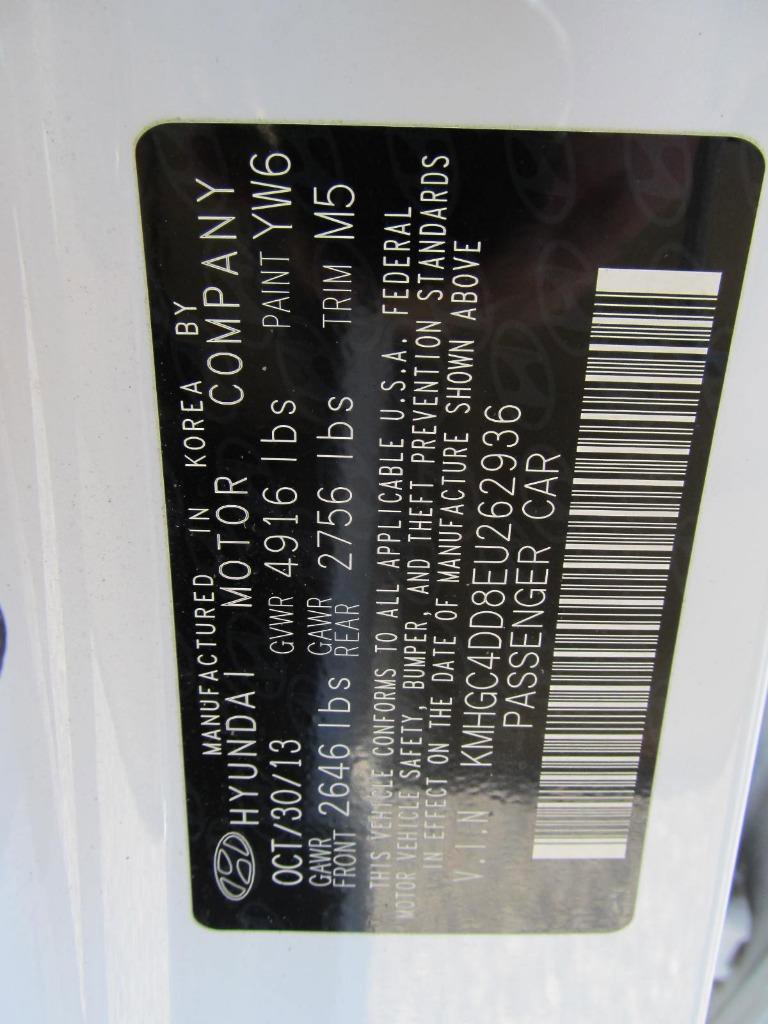 MANUFACTURED IN KOREA BY
HYUNDAI MOTOR COMPANY
OCT/30/13 GVWR 4916 lbs PAINT YW6
GAWR FRONT 2646 lbs GAWR REAR 2756 lbs TRIM M5
THIS VEHICLE CONFORMS TO ALL APPLICABLE U.S.A. FEDERAL
MOTOR VEHICLE SAFETY, BUMPER, AND THEFT PREVENTION STANDARDS
IN EFFECT ON THE DATE OF MANUFACTURE SHOWN ABOVE
V.I.N KMHGC4DD8EU262936
PASSENGER CAR